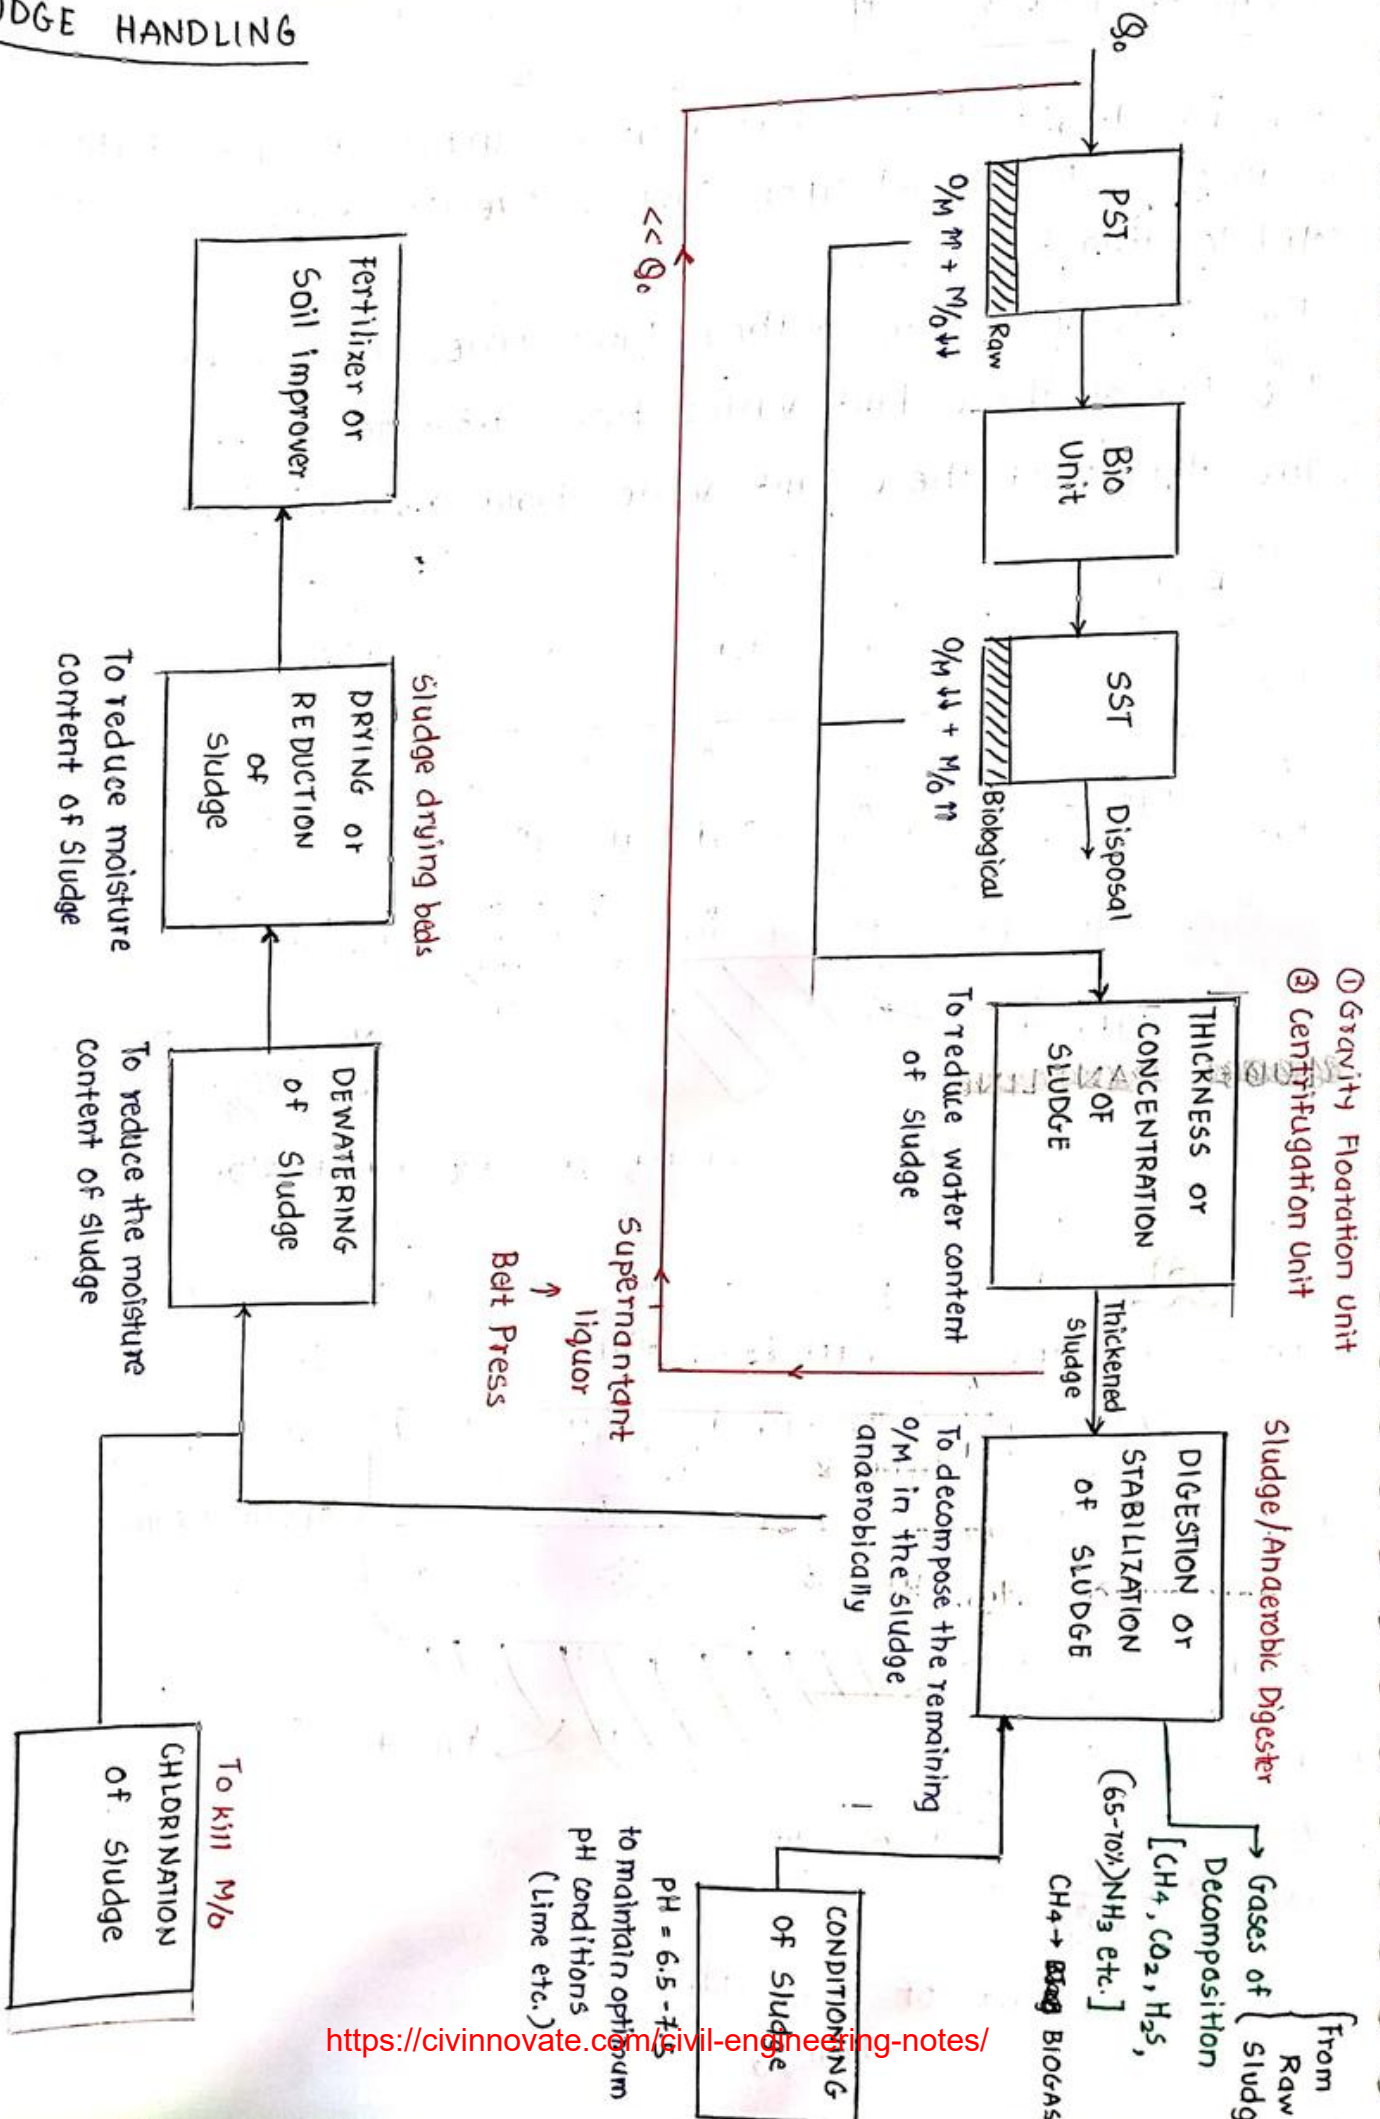 DGE HANDLING
Q₀
PST
Raw
O/M ↑↑ + M/O ↓↓
Bio
Unit
SST
Biological
O/M ↓↓ + M/O ↑↑
Disposal
<< Q₀
① Gravity Floatation Unit
② Centrifugation Unit
THICKNESS or
CONCENTRATION
OF
SLUDGE
To reduce water content
of sludge
Thickened
sludge
Supernantant
liquor
Belt Press
Sludge/Anaerobic Digester
DIGESTION or
STABILIZATION
OF SLUDGE
To decompose the remaining
O/M. in the sludge
anaerobically
Gases of
Decomposition
[CH4, CO2, H2S,
(65-70%) NH3 etc.]
CH4 → BIOGAS
From
Raw
Sludg
CONDITIONING
OF Sludge
pH = 6.5-7.5
to maintain optimum
pH conditions
(Lime etc.)
To kill M/O
CHLORINATION
OF Sludge
DEWATERING
of Sludge
To reduce the moisture
content of sludge
Sludge drying beds
DRYING or
REDUCTION
OF
Sludge
To reduce moisture
content of Sludge
Fertilizer or
Soil improver.
https://civinnovate.com/civil-engineering-notes/